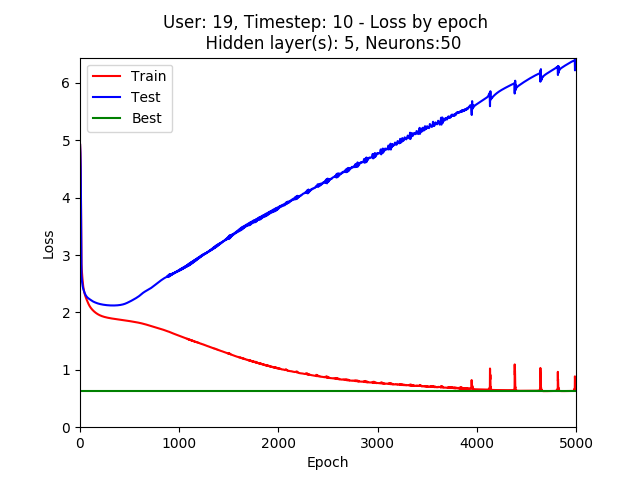 User: 19, Timestep: 10 - Loss by epoch
Hidden layer(s): 5, Neurons:50
Train
Test
Best
Loss
6
5
4
3
2
1
0
0 1000 2000 3000 4000 5000
Epoch